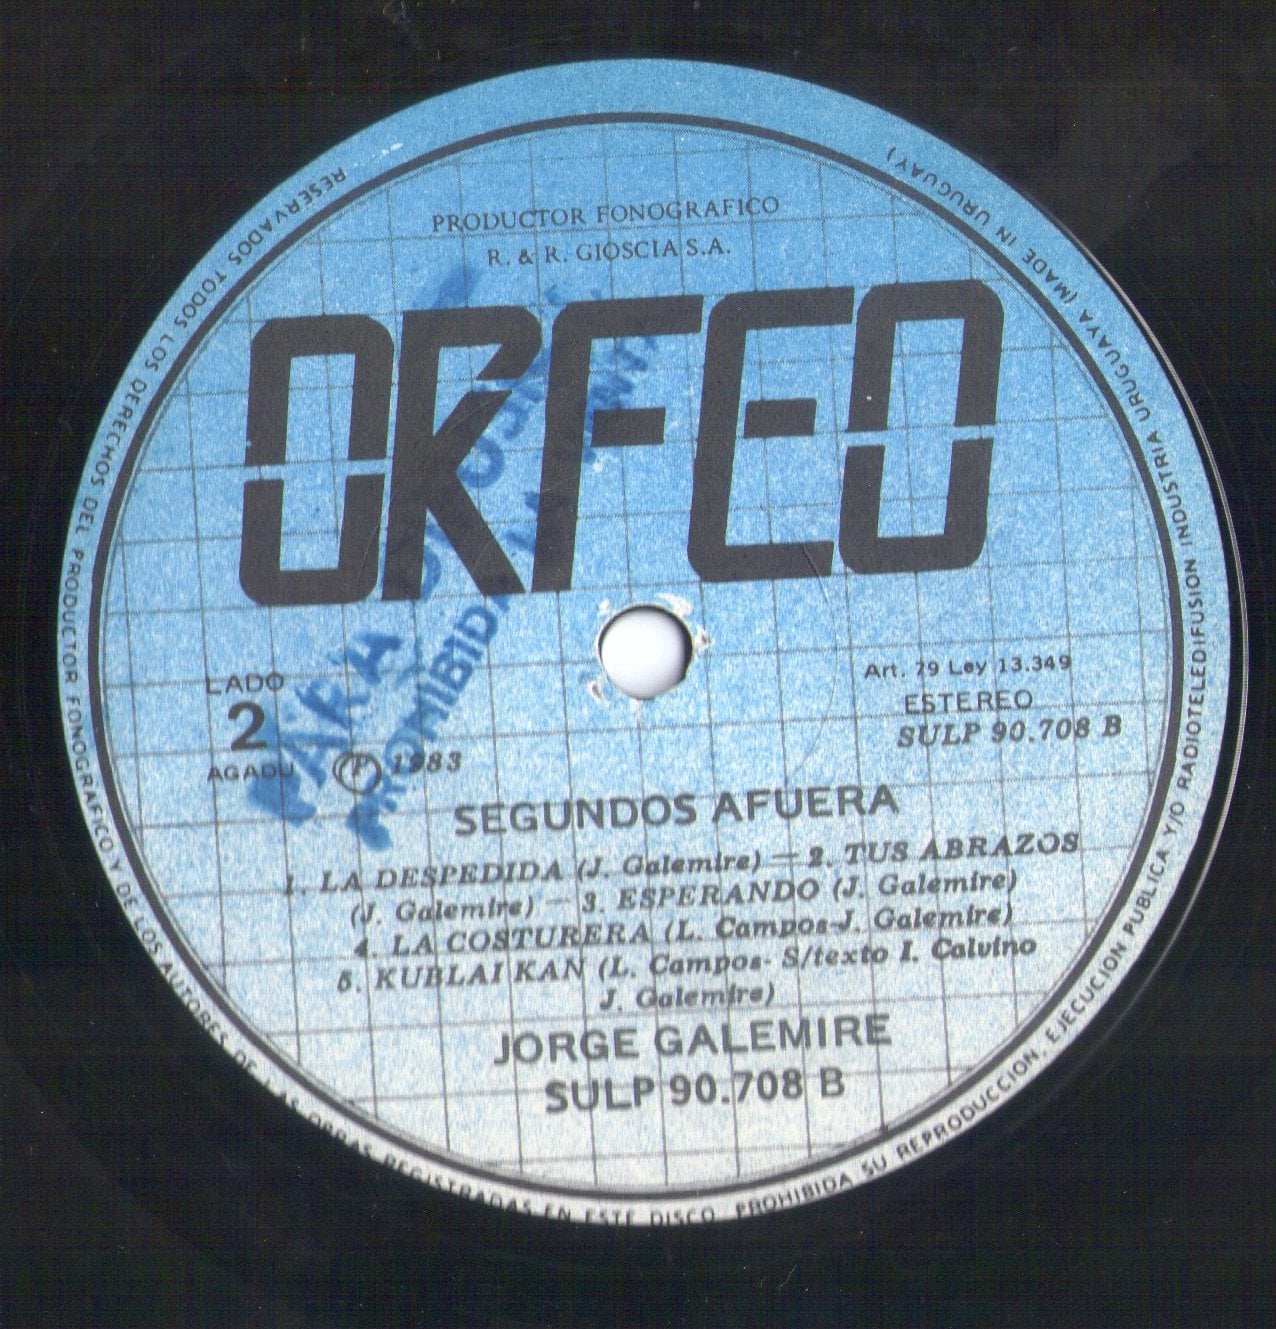 RESERVADOS TODOS LOS DERECHOS DEL PRODUCTOR FONOGRAFICO Y DE LOS AUTORES DE LAS OBRAS REGISTRADAS EN ESTE DISCO PROHIBIDA SU REPRODUCCION, EJECUCION PUBLICA Y/O RADIOTELEDIFUSION INDUSTRIA URUGUAYA (MADE IN URUGUAY)
PRODUCTOR FONOGRAFICO
R. & R. GIOSCIA S.A.
ORFEO
PARA
PROHIBIDA
LADO
2
AGADU
Ⓟ 1983
Art. 79 Ley 13.349
ESTEREO
SULP 90.708 B
SEGUNDOS AFUERA
1. LA DESPEDIDA (J. Galemire) — 2. TUS ABRAZOS
(J. Galemire) — 3. ESPERANDO (J. Galemire)
4. LA COSTURERA (L. Campos-J. Galemire)
5. KUBLAI KAN (L. Campos- S/texto I. Calvino
J. Galemire)
JORGE GALEMIRE
SULP 90.708 B